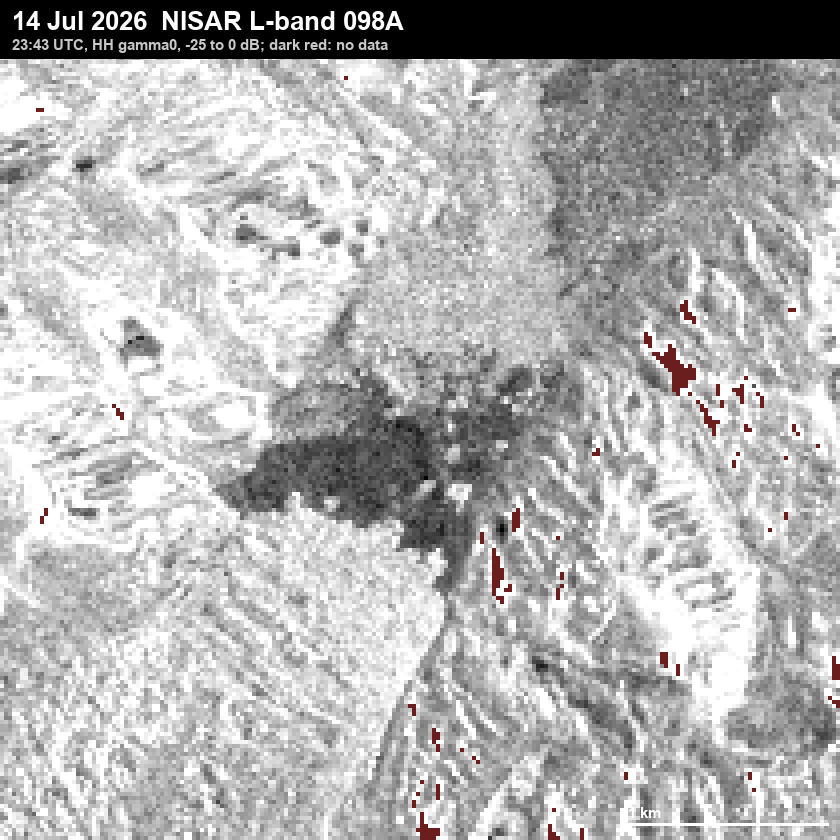 14 Jul 2026  NISAR L-band 098A
23:43 UTC, HH gamma0, -25 to 0 dB; dark red: no data
km